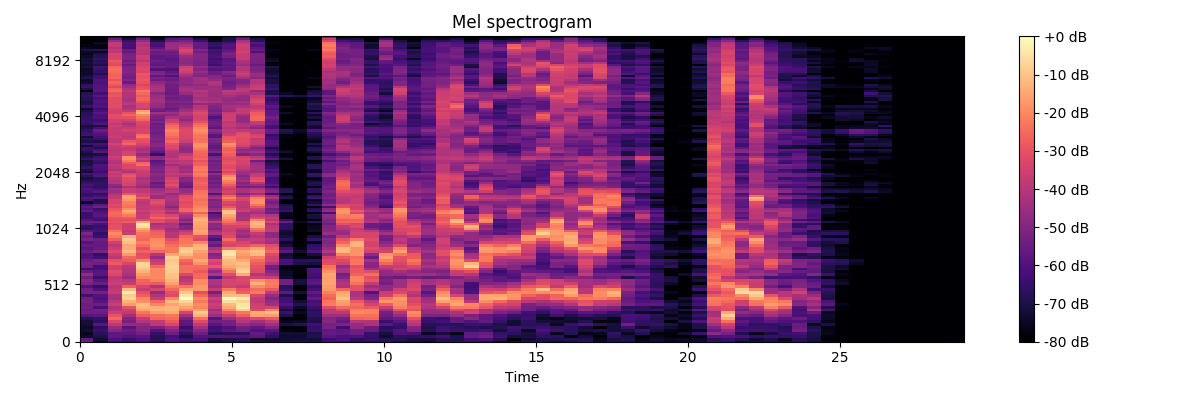 Mel spectrogram
Hz
8192
4096
2048
1024
512
0
0 5 10 15 20 25
Time
+0 dB
-10 dB
-20 dB
-30 dB
-40 dB
-50 dB
-60 dB
-70 dB
-80 dB